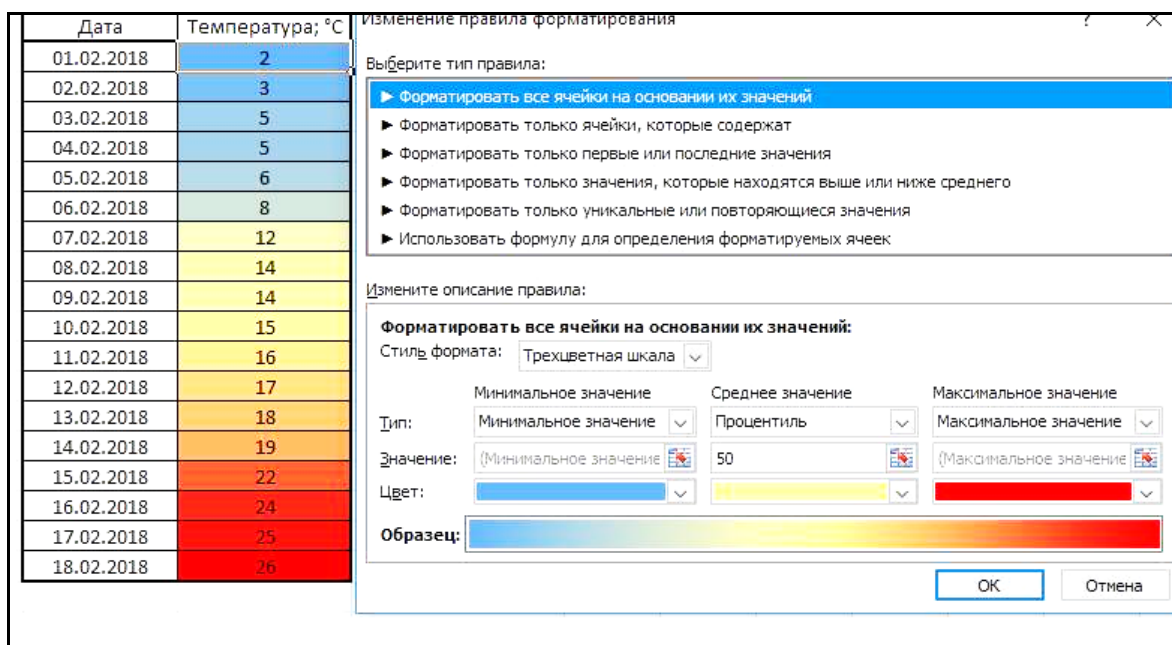 Дата Температура; °C
01.02.2018 2
02.02.2018 3
03.02.2018 5
04.02.2018 5
05.02.2018 6
06.02.2018 8
07.02.2018 12
08.02.2018 14
09.02.2018 14
10.02.2018 15
11.02.2018 16
12.02.2018 17
13.02.2018 18
14.02.2018 19
15.02.2018 22
16.02.2018 24
17.02.2018 25
18.02.2018 26
Изменение правила форматирования ? ×
Выберите тип правила:
► Форматировать все ячейки на основании их значений
► Форматировать только ячейки, которые содержат
► Форматировать только первые или последние значения
► Форматировать только значения, которые находятся выше или ниже среднего
► Форматировать только уникальные или повторяющиеся значения
► Использовать формулу для определения форматируемых ячеек
Измените описание правила:
Форматировать все ячейки на основании их значений:
Стиль формата: Трехцветная шкала
Минимальное значение Среднее значение Максимальное значение
Тип: Минимальное значение Процентиль Максимальное значение
Значение: (Минимальное значение 50 (Максимальное значение
Цвет:
Образец:
ОК Отмена